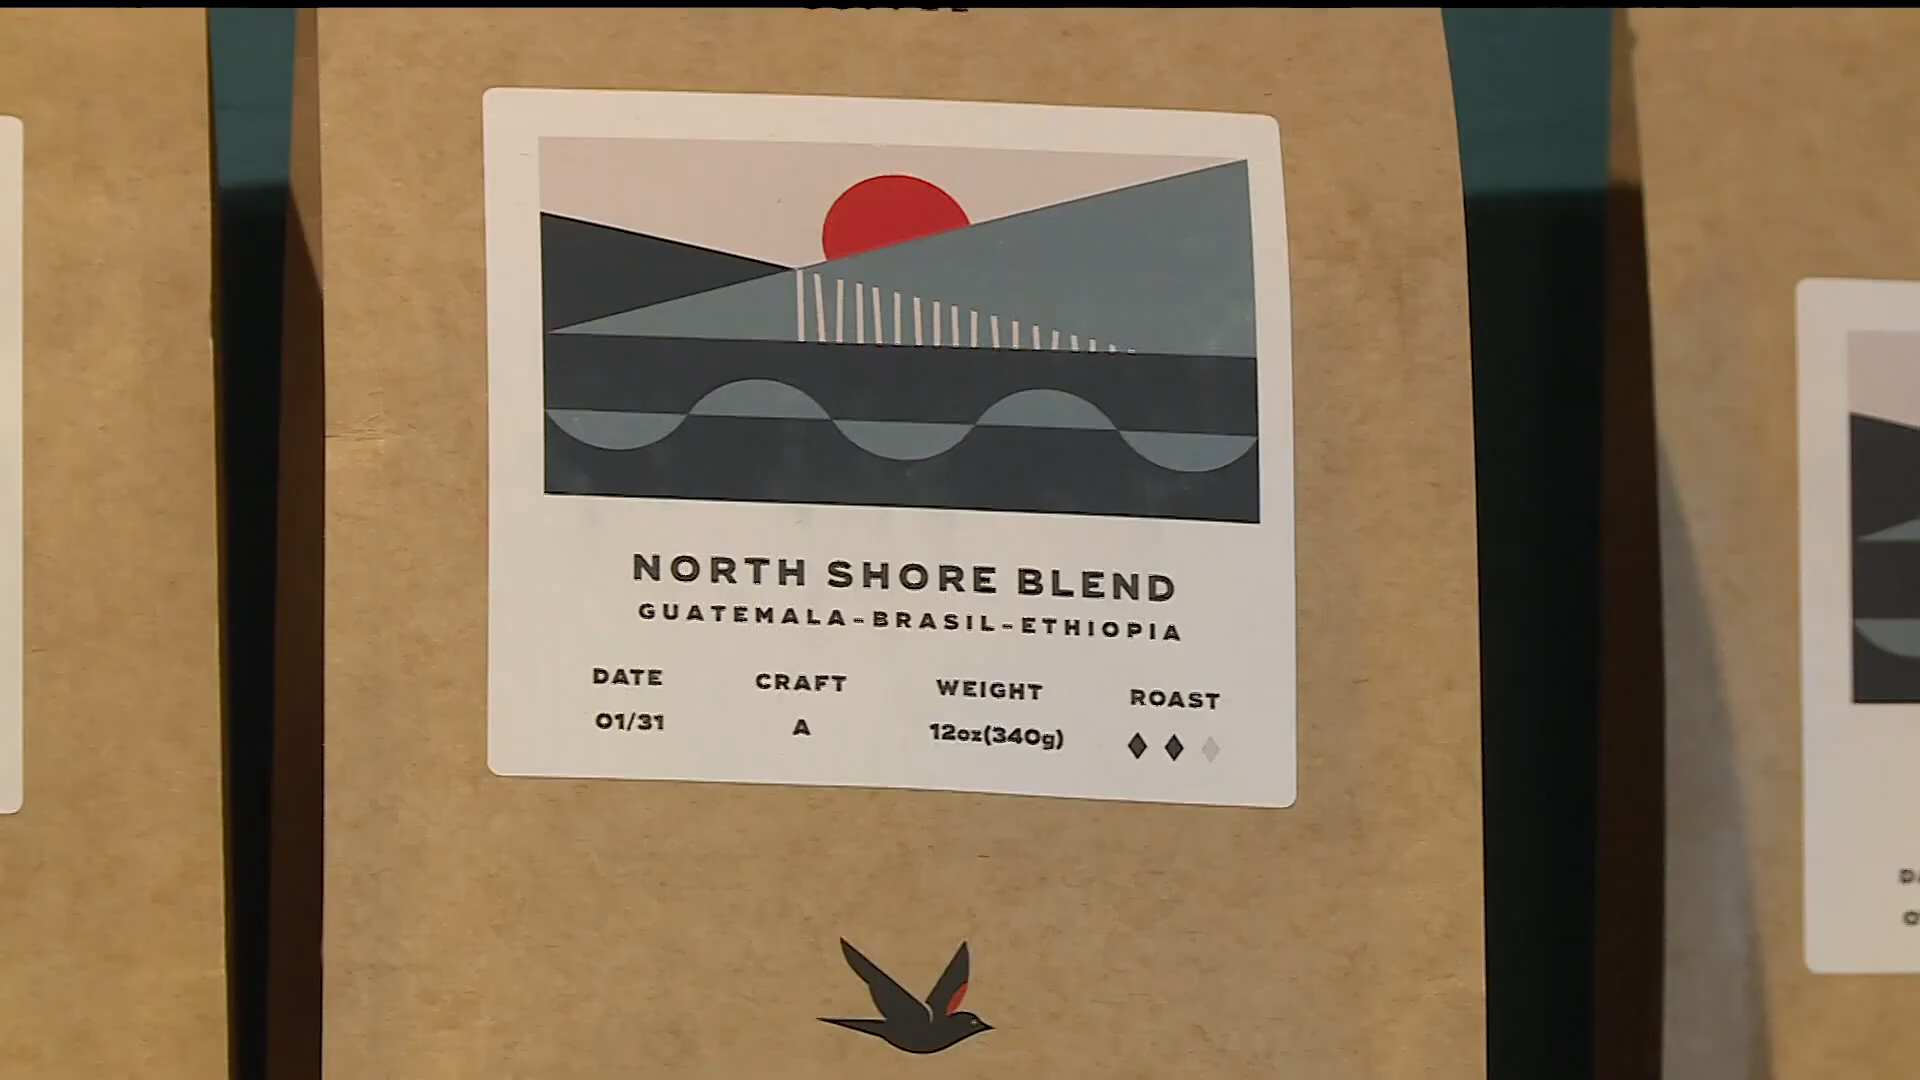 NORTH SHORE BLEND
GUATEMALA-BRASIL-ETHIOPIA
DATE CRAFT WEIGHT ROAST
01/31 A 12oz(340g)